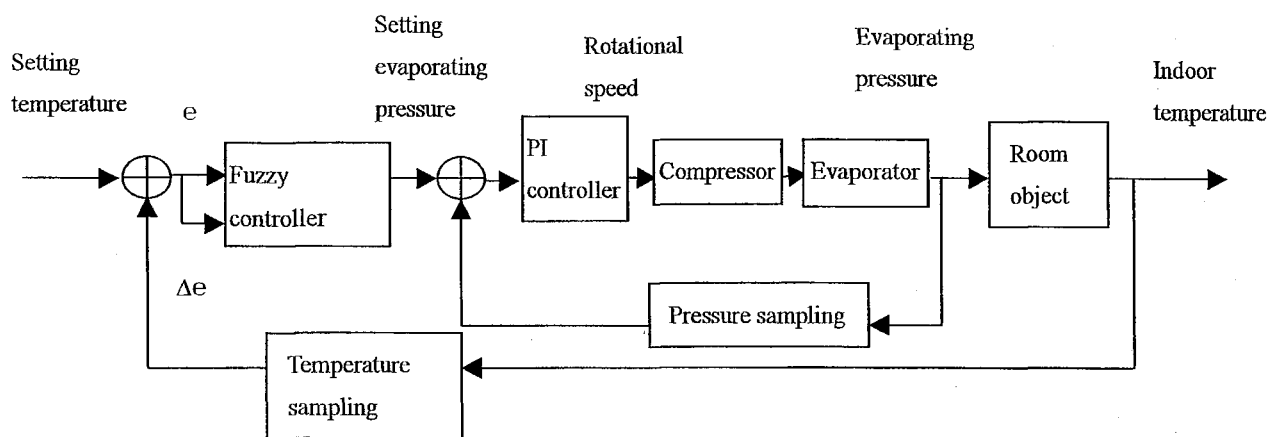 Setting
temperature
e
Setting
evaporating
pressure
Rotational
speed
Evaporating
pressure
Indoor
temperature
Fuzzy
controller
PI
controller
Compressor
Evaporator
Room
object
Δe
Pressure sampling
Temperature
sampling